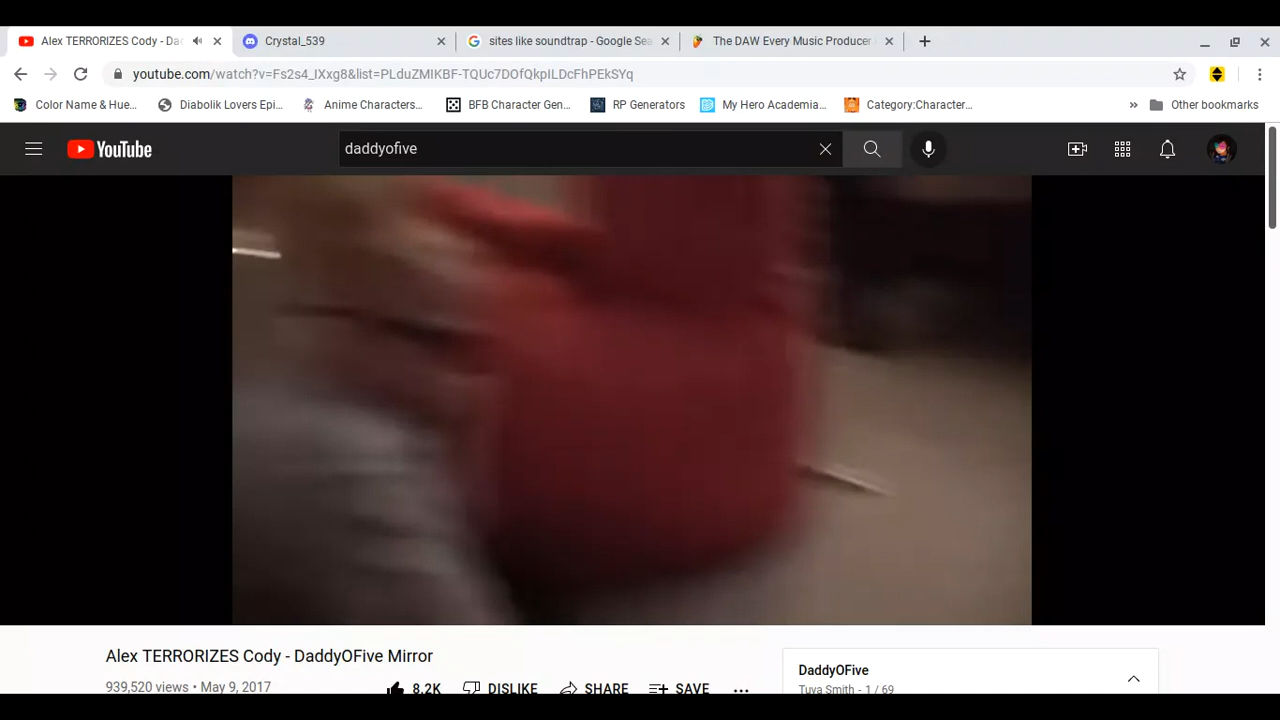 Alex TERRORIZES Cody - Da
Crystal_539
sites like soundtrap - Google Sea
The DAW Every Music Producer
youtube.com/watch?v=Fs2s4_IXxg8&list=PLduZMIKBF-TQUc7DOfQkpILDcFhPEkSYq
Color Name & Hue...
Diabolik Lovers Epi...
Anime Characters...
BFB Character Gen...
RP Generators
My Hero Academia...
Category:Character...
»
Other bookmarks
YouTube
daddyofive
Alex TERRORIZES Cody - DaddyOFive Mirror
939,520 views • May 9, 2017
8.2K
DISLIKE
SHARE
SAVE
DaddyOFive
Tuva Smith - 1 / 69